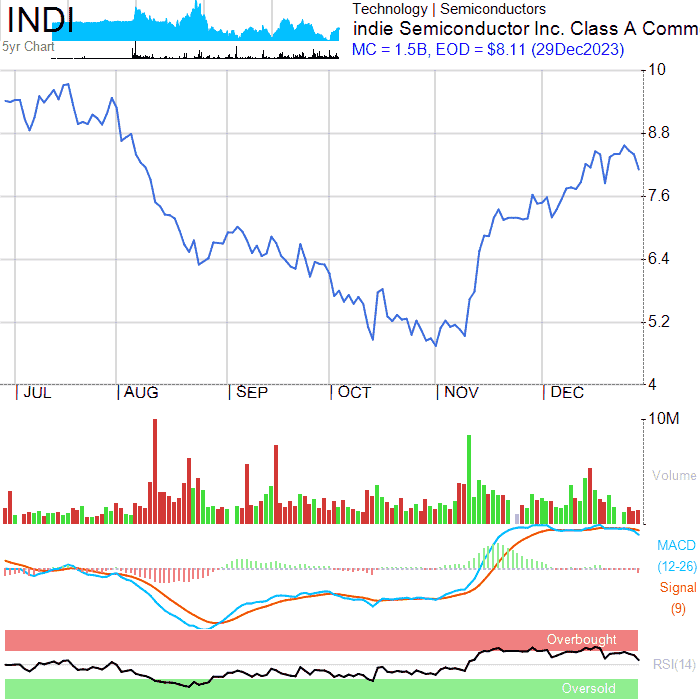 INDI
5yr Chart
Technology | Semiconductors
indie Semiconductor Inc. Class A Comm
MC = 1.5B, EOD = $8.11 (29Dec2023)
10
8.8
7.6
6.4
5.2
4
JUL AUG SEP OCT NOV DEC
10M
Volume
MACD
(12-26)
Signal
(9)
Overbought
RSI(14)
Oversold